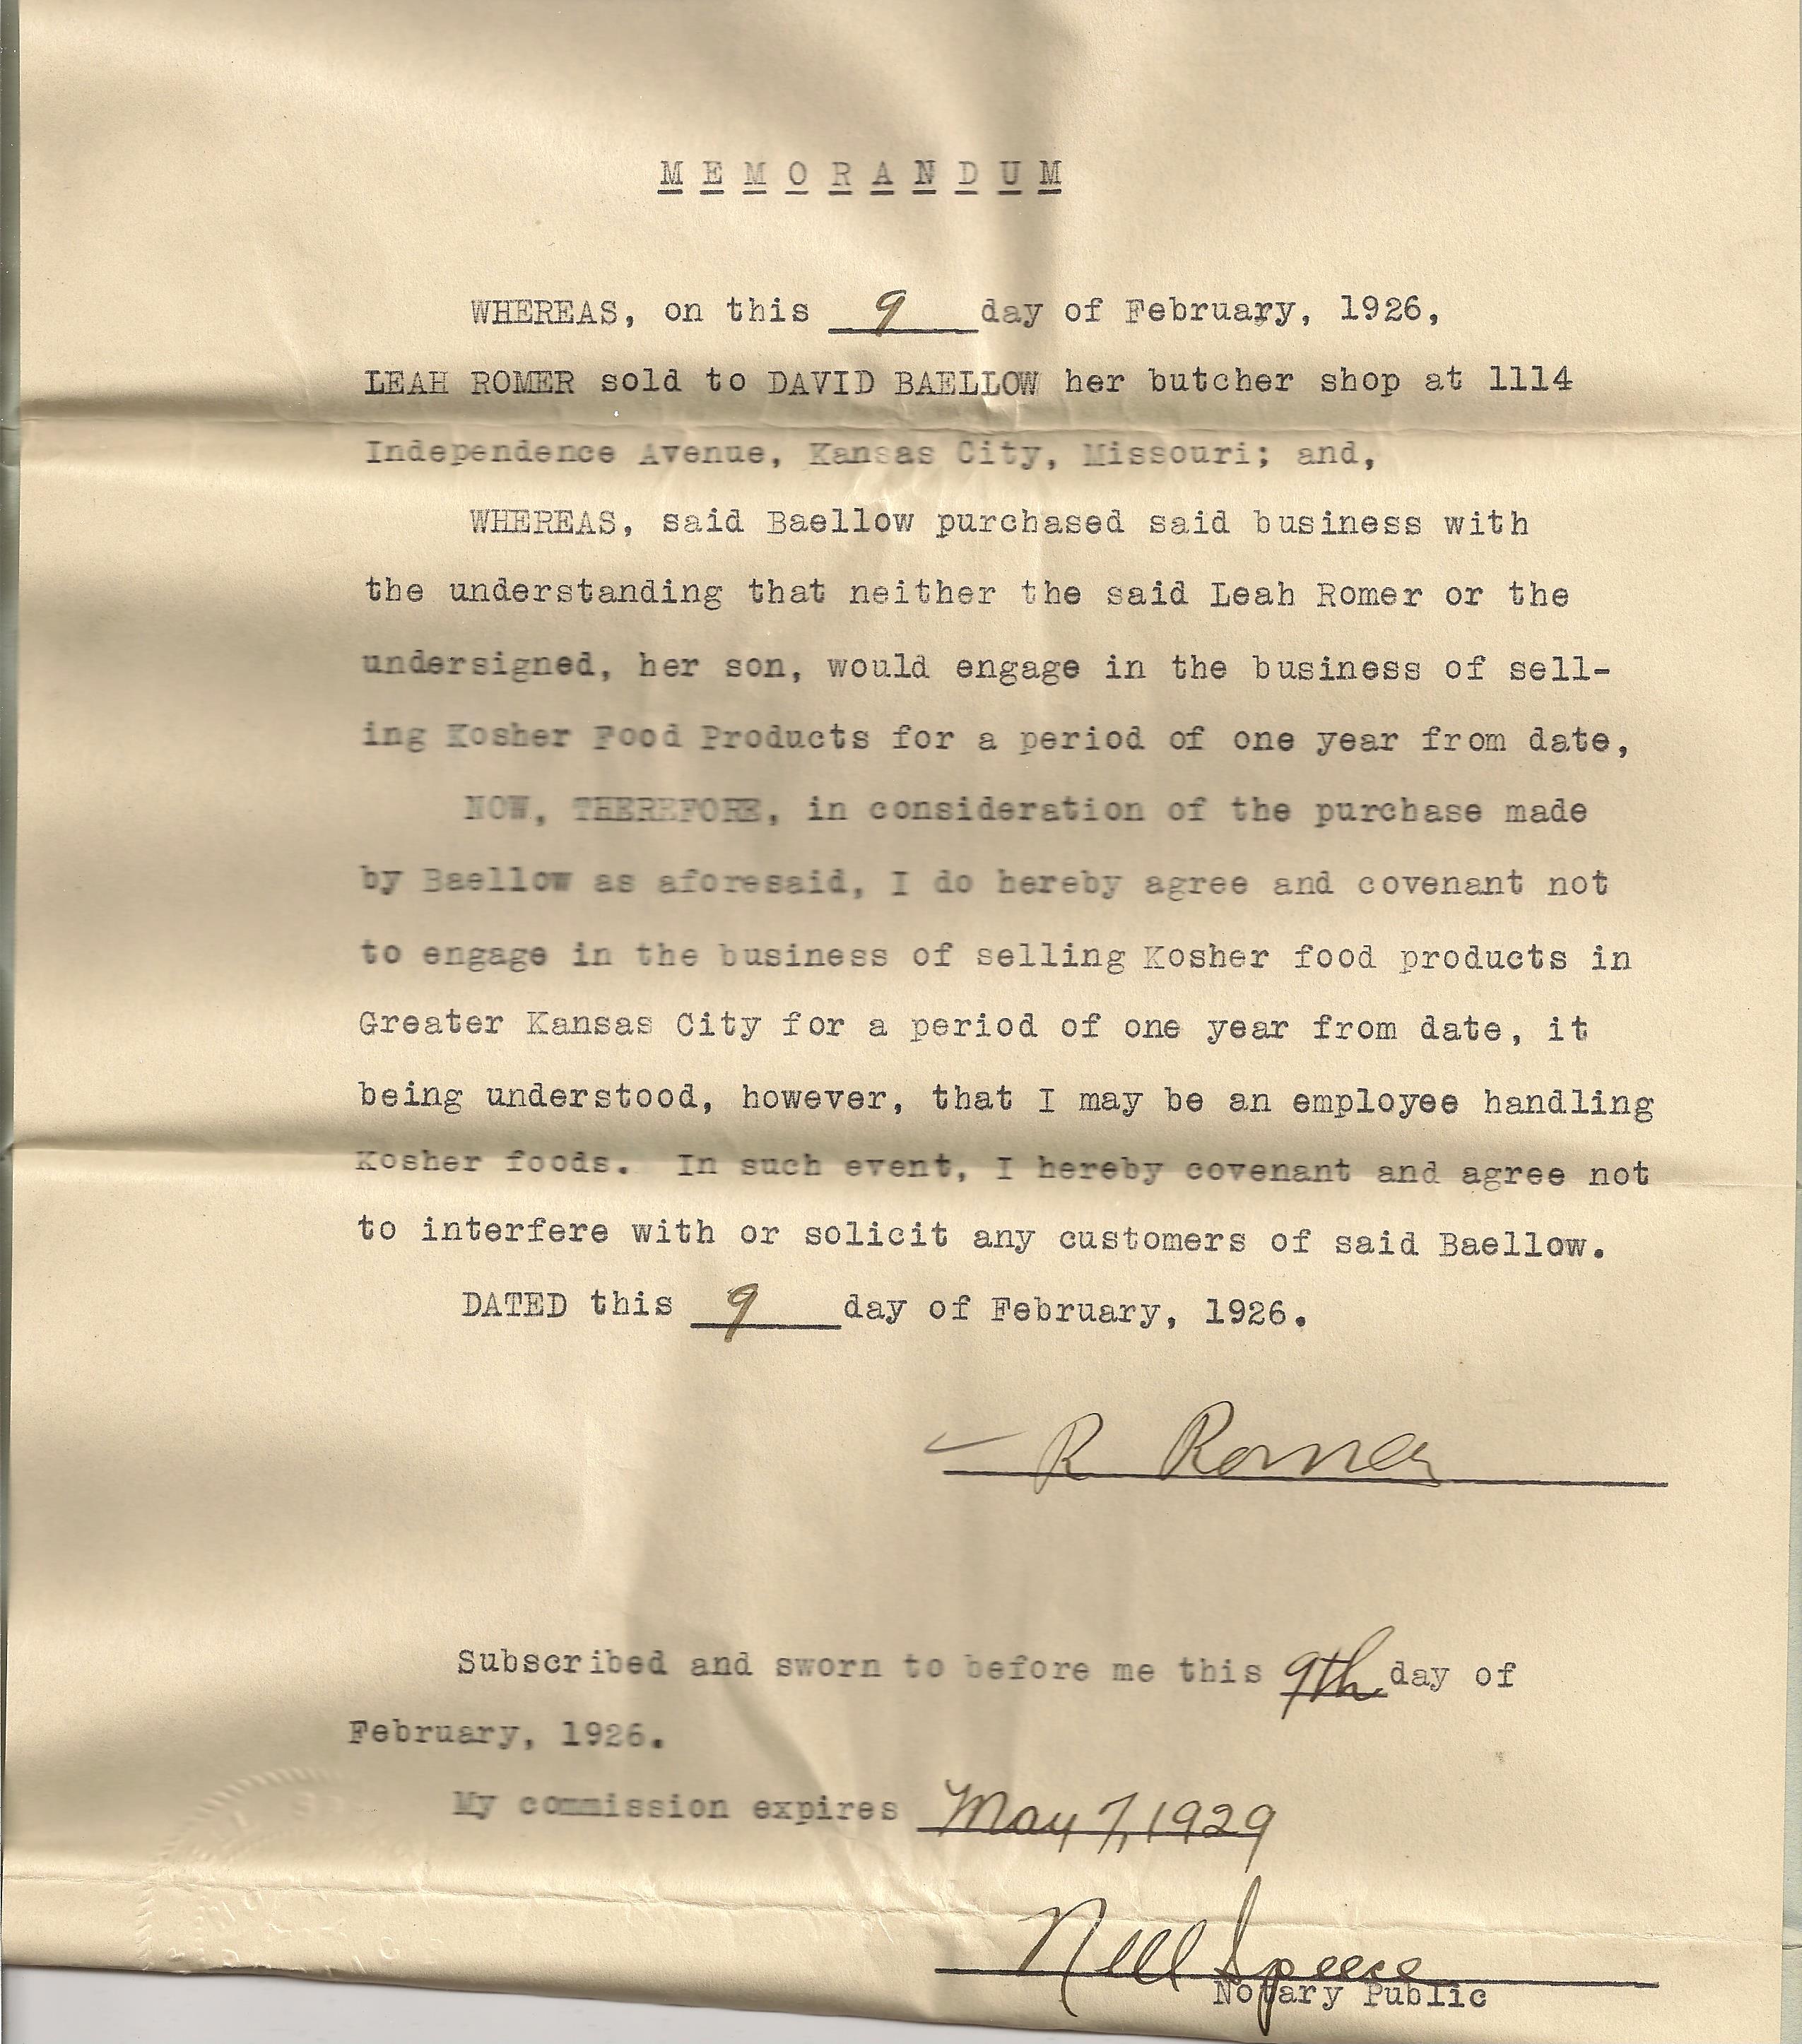 M E M O R A N D U M
WHEREAS, on this 9 day of February, 1926,
LEAH ROMER sold to DAVID BAELLOW her butcher shop at 1114
Independence Avenue, Kansas City, Missouri; and,
WHEREAS, said Baellow purchased said business with
the understanding that neither the said Leah Romer or the
undersigned, her son, would engage in the business of sell-
ing Kosher Food Products for a period of one year from date,
NOW, THEREFORE, in consideration of the purchase made
by Baellow as aforesaid, I do hereby agree and covenant not
to engage in the business of selling Kosher food products in
Greater Kansas City for a period of one year from date, it
being understood, however, that I may be an employee handling
Kosher foods. In such event, I hereby covenant and agree not
to interfere with or solicit any customers of said Baellow.
DATED this 9 day of February, 1926.
R Romer
Subscribed and sworn to before me this 9th day of
February, 1926.
My commission expires May 7, 1929
Nell Speese
Notary Public